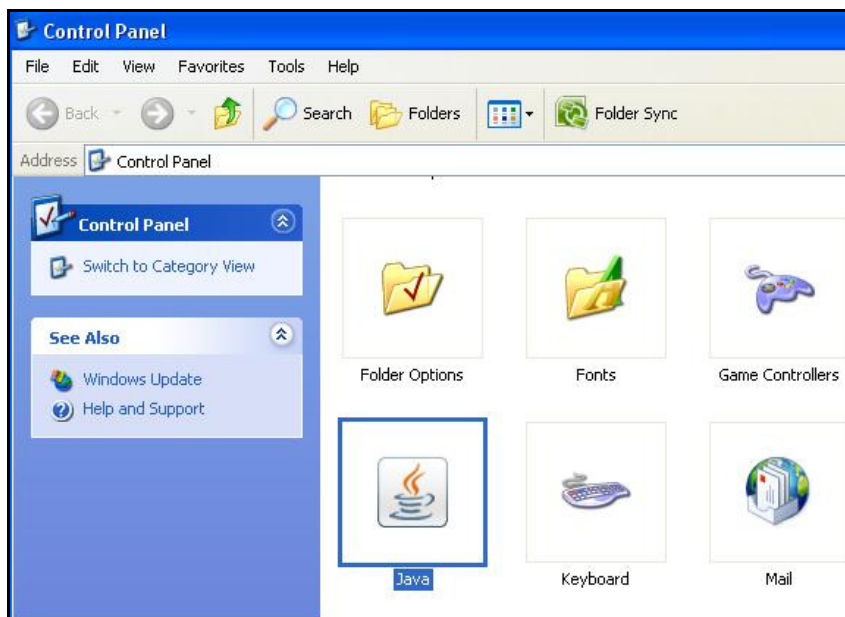 Control Panel
File Edit View Favorites Tools Help
Back Search Folders Folder Sync
Address Control Panel
Control Panel
Switch to Category View
See Also
Windows Update
Help and Support
Folder Options Fonts Game Controllers
Java Keyboard Mail